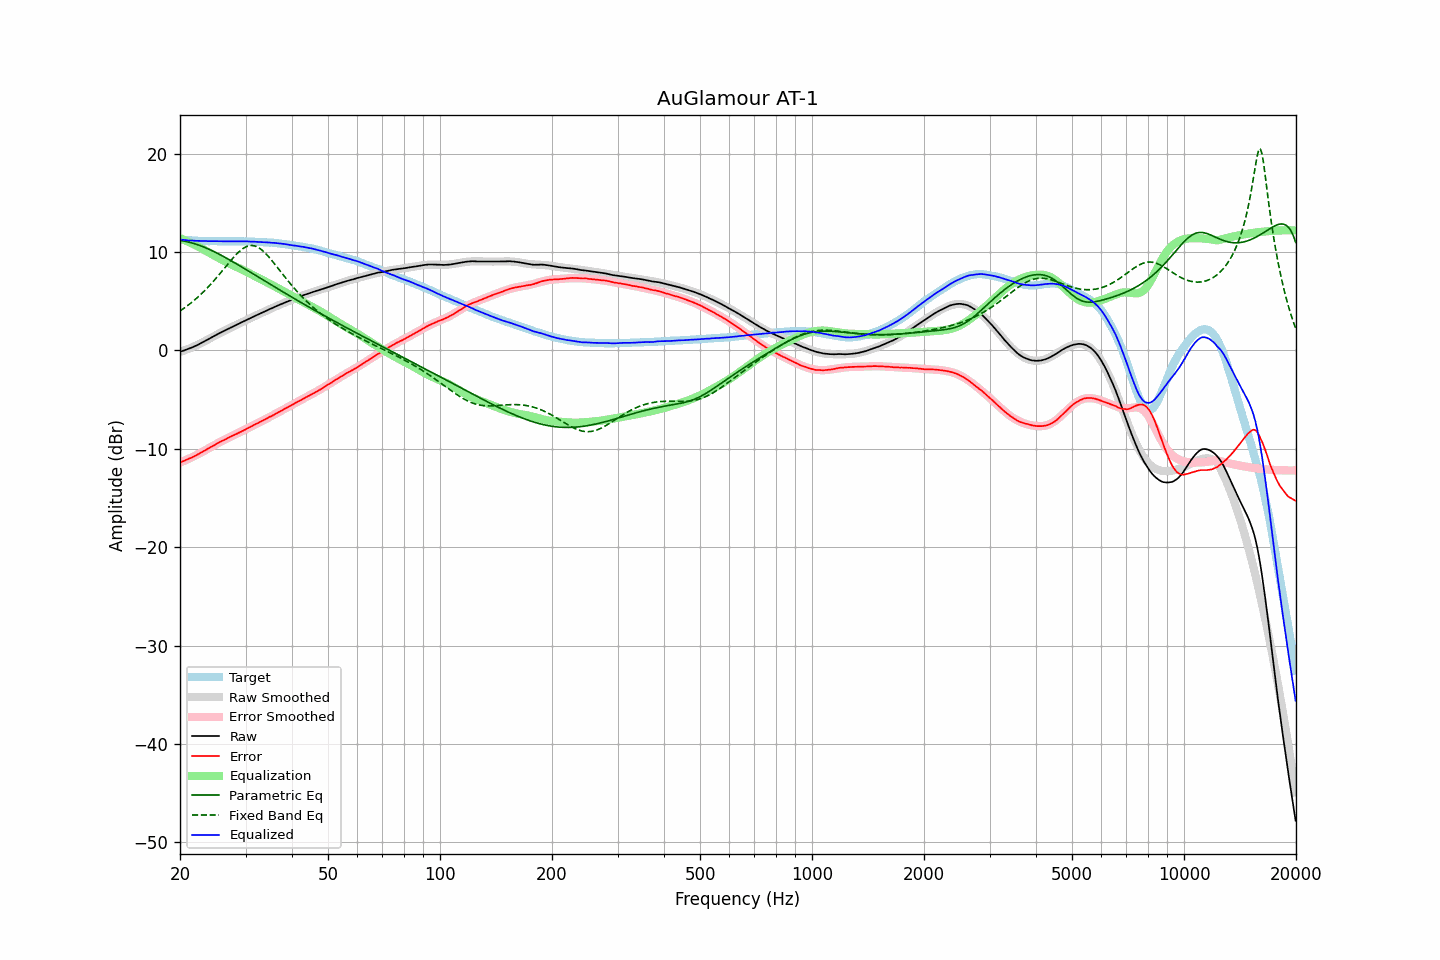 AuGlamour AT-1
Amplitude (dBr)
20
10
0
−10
−20
−30
−40
−50
Target
Raw Smoothed
Error Smoothed
Raw
Error
Equalization
Parametric Eq
Fixed Band Eq
Equalized
20 50 100 200 500 1000 2000 5000 10000 20000
Frequency (Hz)